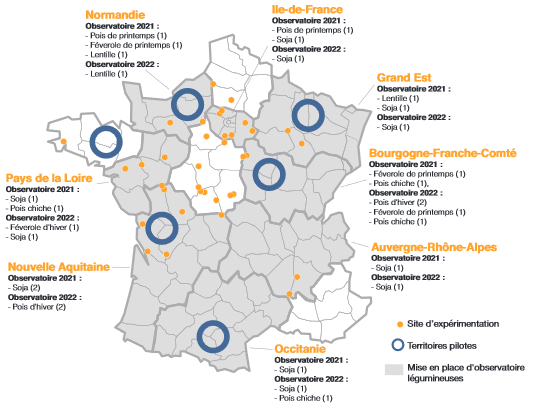 Normandie
Observatoire 2021 :
- Pois de printemps (1)
- Féverole de printemps (1)
- Lentille (1)
Observatoire 2022 :
- Lentille (1)
Ile-de-France
Observatoire 2021 :
- Pois de printemps (1)
- Soja (1)
Observatoire 2022 :
- Soja (1)
Grand Est
Observatoire 2021 :
- Lentille (1)
- Soja (1)
Observatoire 2022 :
- Soja (1)
Bourgogne-Franche-Comté
Observatoire 2021 :
- Féverole de printemps (1)
- Pois chiche (1),
Observatoire 2022 :
- Pois d'hiver (2)
- Féverole de printemps (1)
- Pois chiche (1)
Pays de la Loire
Observatoire 2021 :
- Soja (1)
- Pois chiche (1)
Observatoire 2022 :
- Féverole d'hiver (1)
- Soja (1)
Auvergne-Rhône-Alpes
Observatoire 2021 :
- Soja (1)
Observatoire 2022 :
- Soja (1)
Nouvelle Aquitaine
Observatoire 2021 :
- Soja (2)
Observatoire 2022 :
- Pois d'hiver (2)
Occitanie
Observatoire 2021 :
- Soja (1)
Observatoire 2022 :
- Soja (1)
- Pois chiche (1)
Site d'expérimentation
Territoires pilotes
Mise en place d'observatoire
légumineuses